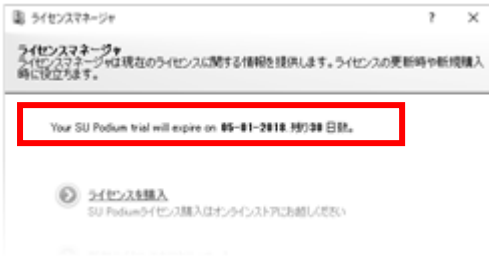 ライセンスマネージャ
? ×
ライセンスマネージャ
ライセンスマネージャは現在のライセンスに関する情報を提供します。ライセンスの更新時や新規購入
時に役立ちます。
Your SU Podium trial will expire on 05-01-2018. 残り30 日間。
ライセンスを購入
SU Podiumライセンス購入はオンラインストアにお越しください